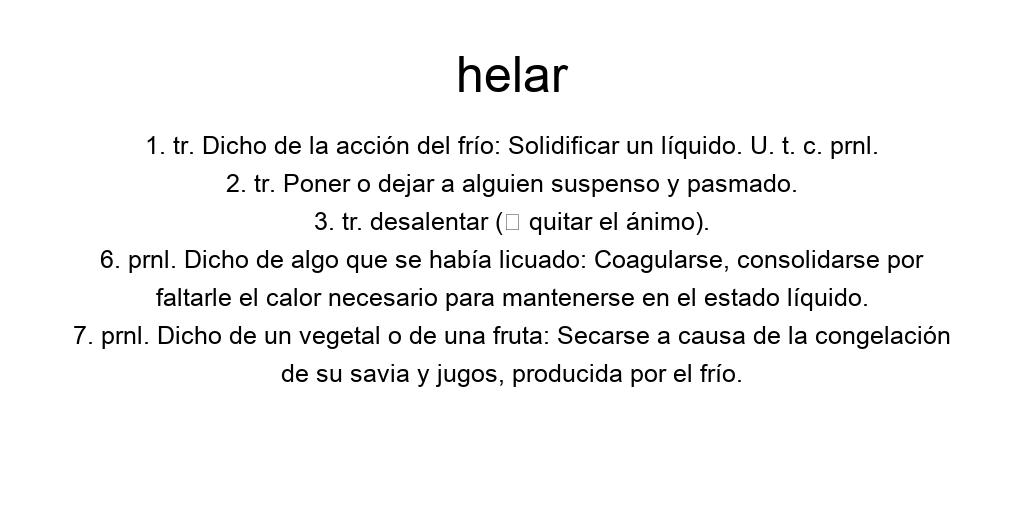 helar
1. tr. Dicho de la acción del frío: Solidificar un líquido. U. t. c. prnl.
2. tr. Poner o dejar a alguien suspenso y pasmado.
3. tr. desalentar (▯ quitar el ánimo).
6. prnl. Dicho de algo que se había licuado: Coagularse, consolidarse por
faltarle el calor necesario para mantenerse en el estado líquido.
7. prnl. Dicho de un vegetal o de una fruta: Secarse a causa de la congelación
de su savia y jugos, producida por el frío.